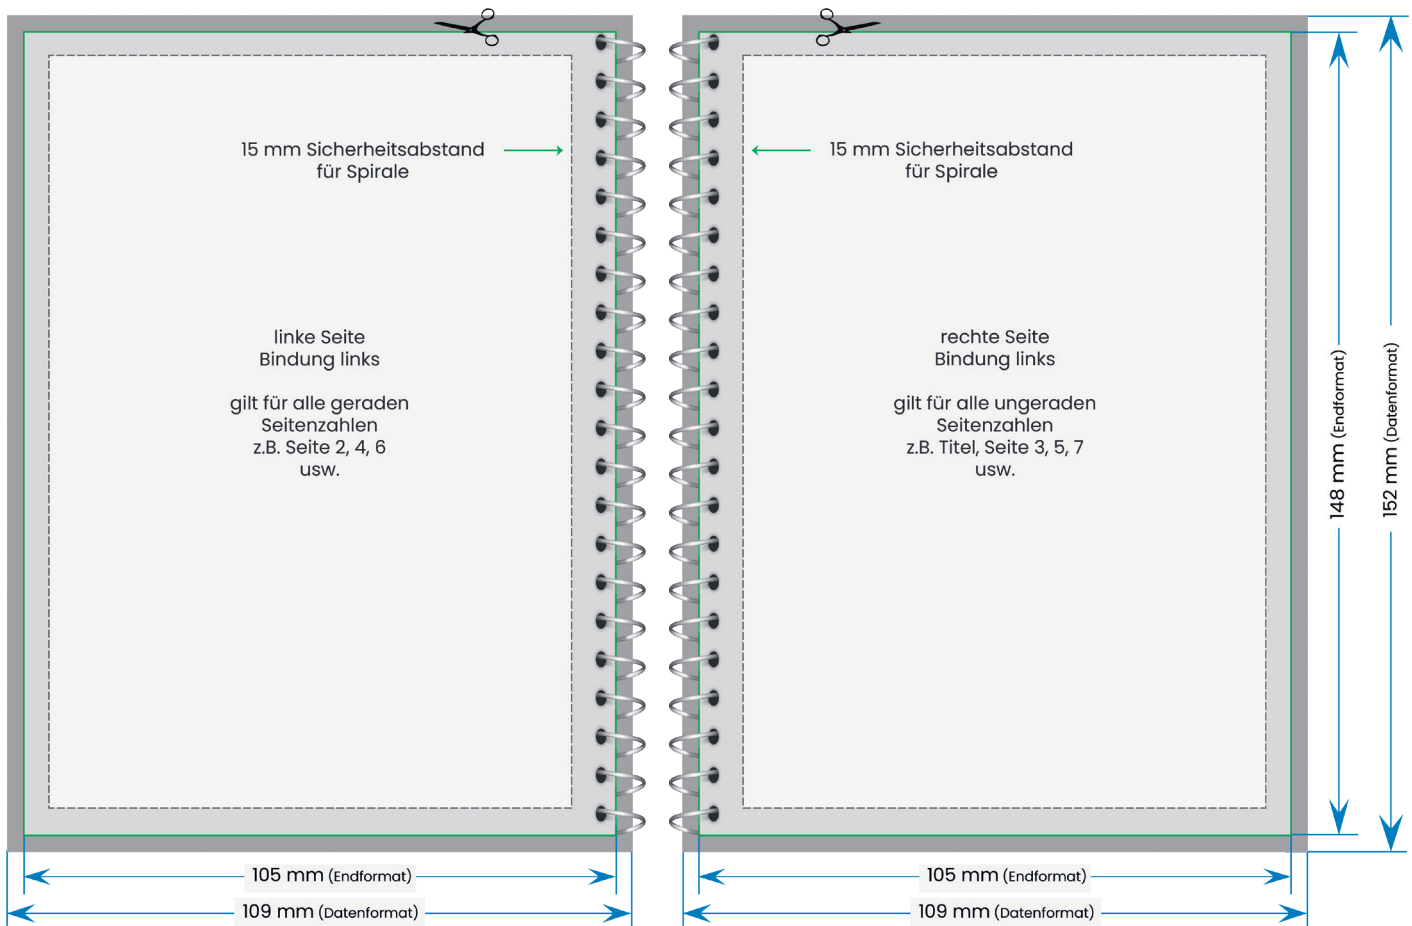 15 mm Sicherheitsabstand
für Spirale
linke Seite
Bindung links
gilt für alle geraden
Seitenzahlen
z.B. Seite 2, 4, 6
usw.
105 mm (Endformat)
109 mm (Datenformat)
15 mm Sicherheitsabstand
für Spirale
rechte Seite
Bindung links
gilt für alle ungeraden
Seitenzahlen
z.B. Titel, Seite 3, 5, 7
usw.
105 mm (Endformat)
109 mm (Datenformat)
148 mm (Endformat)
152 mm (Datenformat)